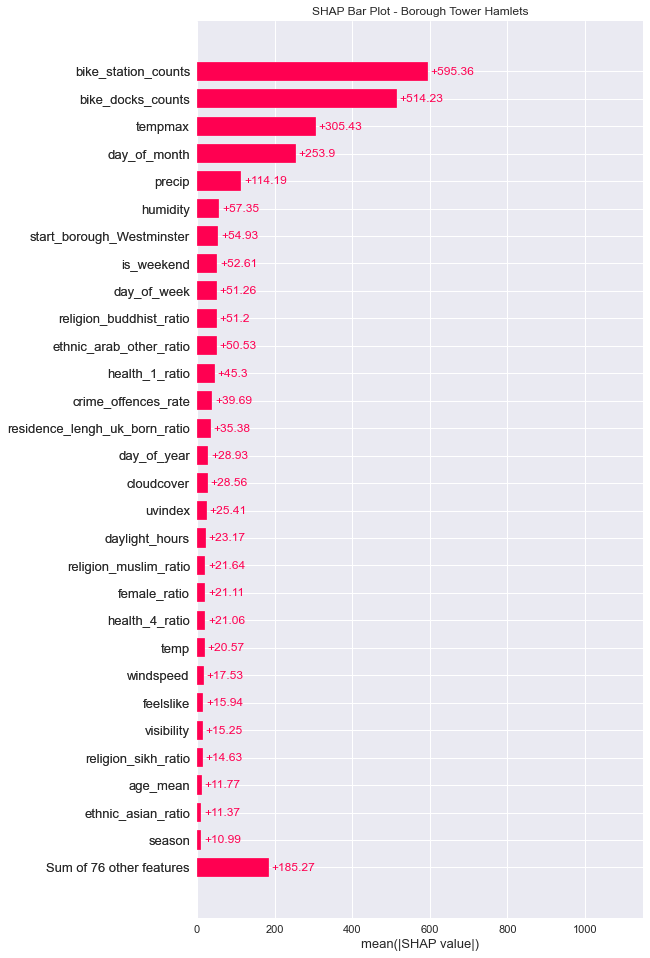 SHAP Bar Plot - Borough Tower Hamlets
bike_station_counts +595.36
bike_docks_counts +514.23
tempmax +305.43
day_of_month +253.9
precip +114.19
humidity +57.35
start_borough_Westminster +54.93
is_weekend +52.61
day_of_week +51.26
religion_buddhist_ratio +51.2
ethnic_arab_other_ratio +50.53
health_1_ratio +45.3
crime_offences_rate +39.69
residence_lengh_uk_born_ratio +35.38
day_of_year +28.93
cloudcover +28.56
uvindex +25.41
daylight_hours +23.17
religion_muslim_ratio +21.64
female_ratio +21.11
health_4_ratio +21.06
temp +20.57
windspeed +17.53
feelslike +15.94
visibility +15.25
religion_sikh_ratio +14.63
age_mean +11.77
ethnic_asian_ratio +11.37
season +10.99
Sum of 76 other features +185.27
0 200 400 600 800 1000
mean(|SHAP value|)